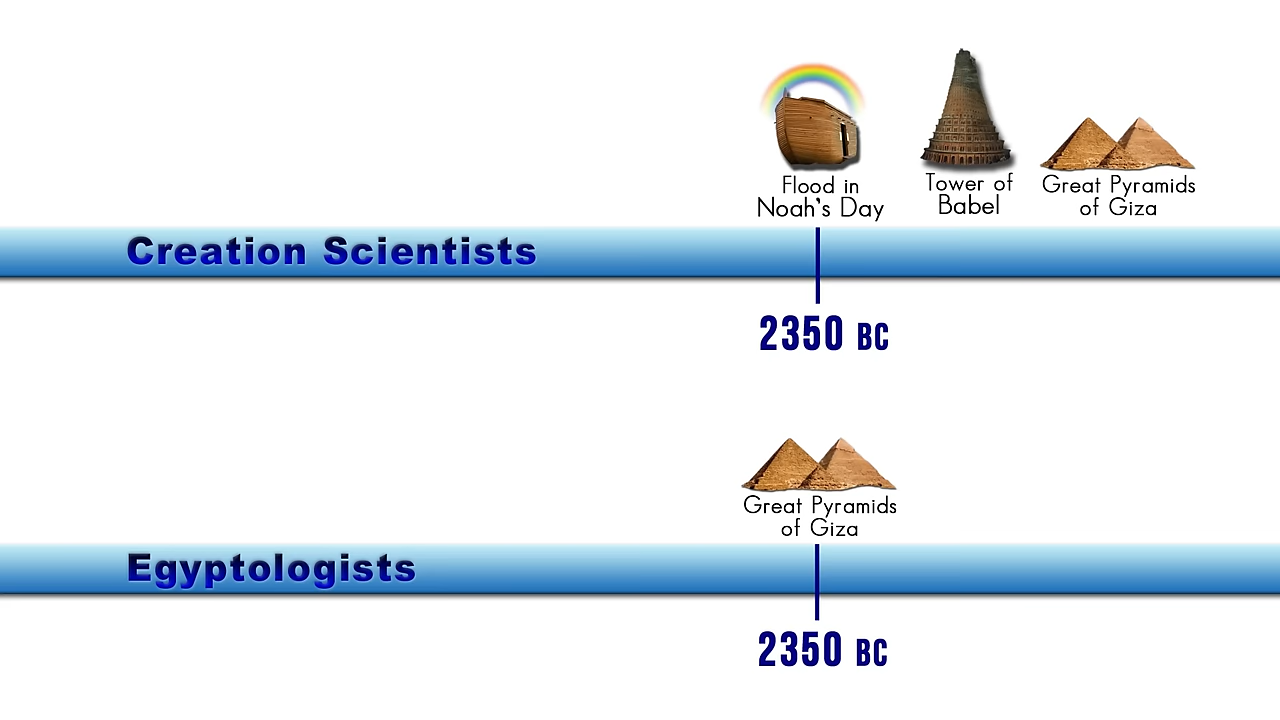 Flood in
Noah's Day
Tower of
Babel
Great Pyramids
of Giza
Creation Scientists
2350 BC
Great Pyramids
of Giza
Egyptologists
2350 BC